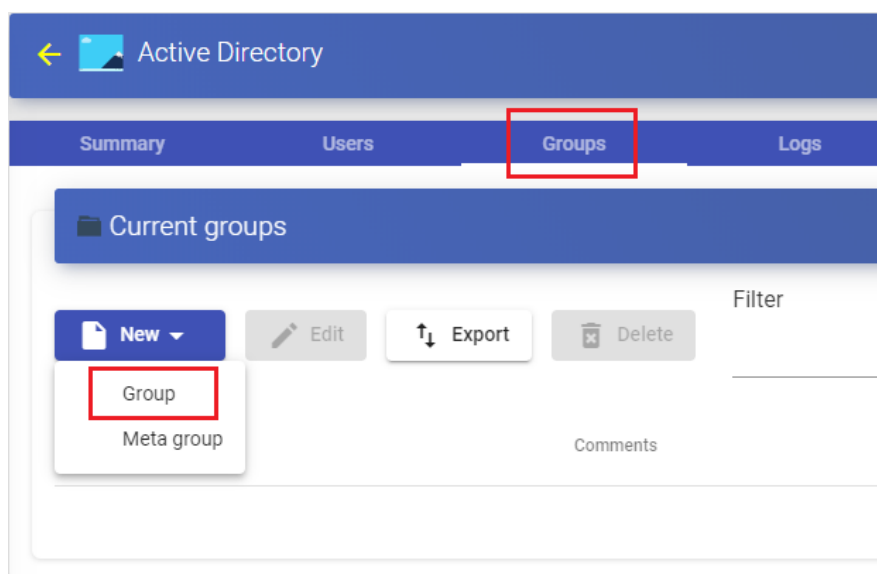 Active Directory
Summary Users Groups Logs
Current groups
Filter
New Edit Export Delete
Group
Meta group
Comments